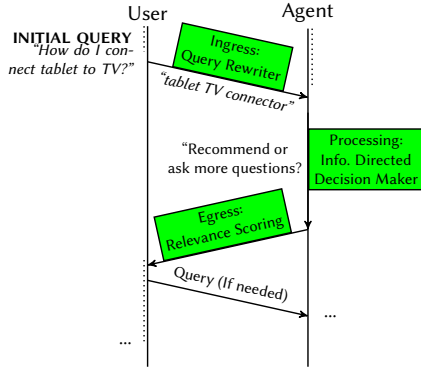 User
Agent
INITIAL QUERY
"How do I con-
nect tablet to TV?"
Ingress:
Query Rewriter
"tablet TV connector"
"Recommend or
ask more questions?
Processing:
Info. Directed
Decision Maker
Egress:
Relevance Scoring
Query (If needed)
...
...